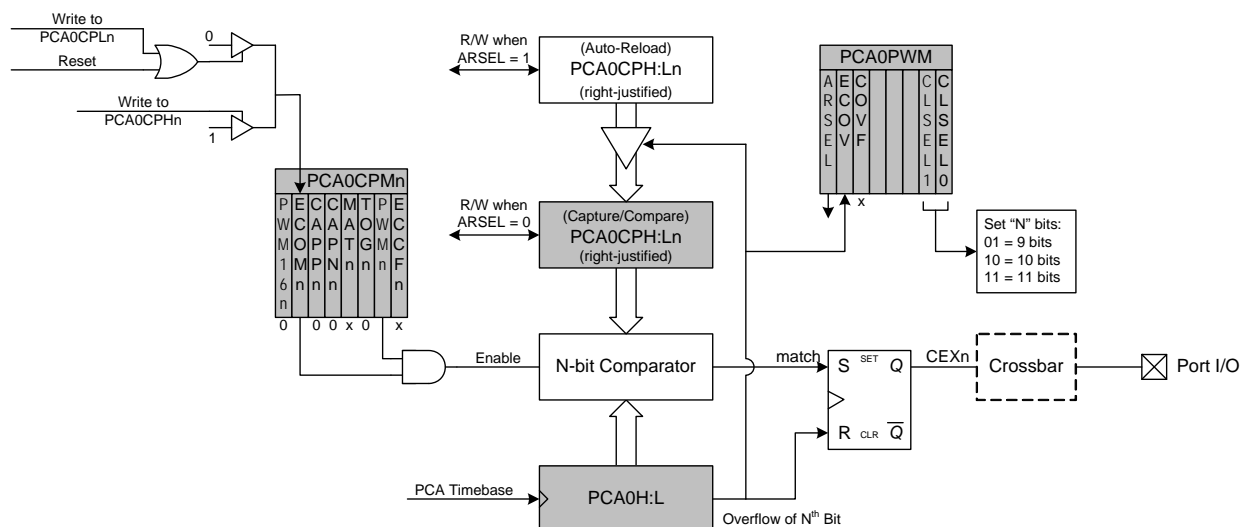 Write to
PCA0CPLn
Reset
0
Write to
PCA0CPHn
1
R/W when
ARSEL = 1
(Auto-Reload)
PCA0CPH:Ln
(right-justified)
PCA0PWM
ARSEL
ECOV
COVF
CLSEL1
CLSEL0
x
Set “N” bits:
01 = 9 bits
10 = 10 bits
11 = 11 bits
PCA0CPMn
PWM16n
ECOMn
CAPPn
CAPNn
MATn
TOGn
PWMn
ECCFn
0 0 0 x 0 x
R/W when
ARSEL = 0
(Capture/Compare)
PCA0CPH:Ln
(right-justified)
Enable
N-bit Comparator
match
S SET Q
R CLR Q
CEXn
Crossbar
Port I/O
PCA Timebase
PCA0H:L
Overflow of Nth Bit